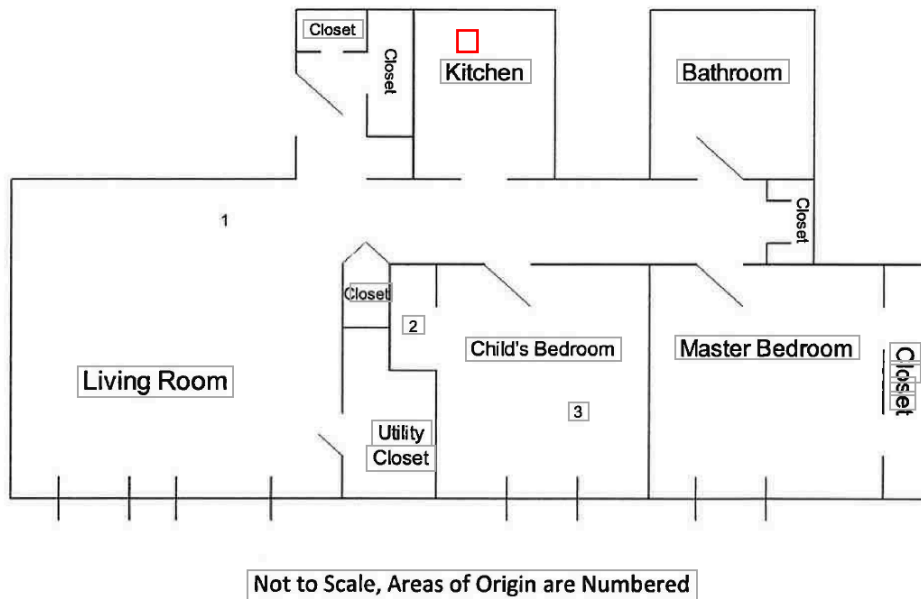 Closet
Closet
Kitchen
Bathroom
Closet
1
Closet
2
Child's Bedroom
Master Bedroom
Closet
Living Room
3
Utility
Closet
Not to Scale, Areas of Origin are Numbered